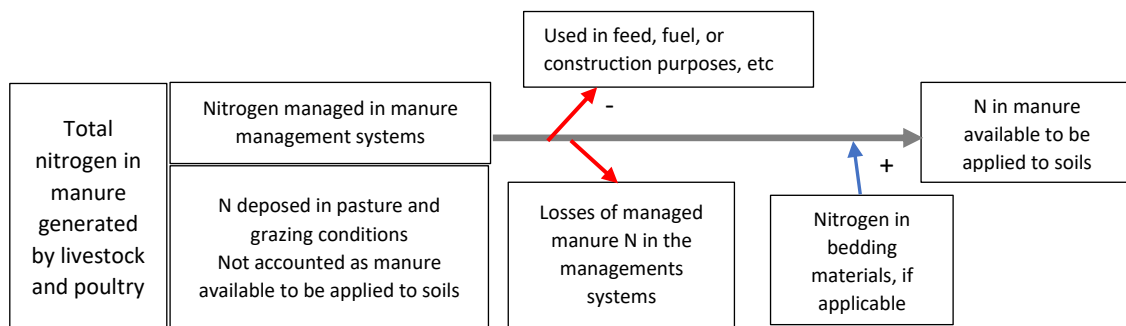 Total
nitrogen in
manure
generated
by livestock
and poultry
Nitrogen managed in manure
management systems
N deposed in pasture and
grazing conditions
Not accounted as manure
available to be applied to soils
Used in feed, fuel, or
construction purposes, etc
-
Losses of managed
manure N in the
managements
systems
+
Nitrogen in
bedding
materials, if
applicable
N in manure
available to be
applied to soils